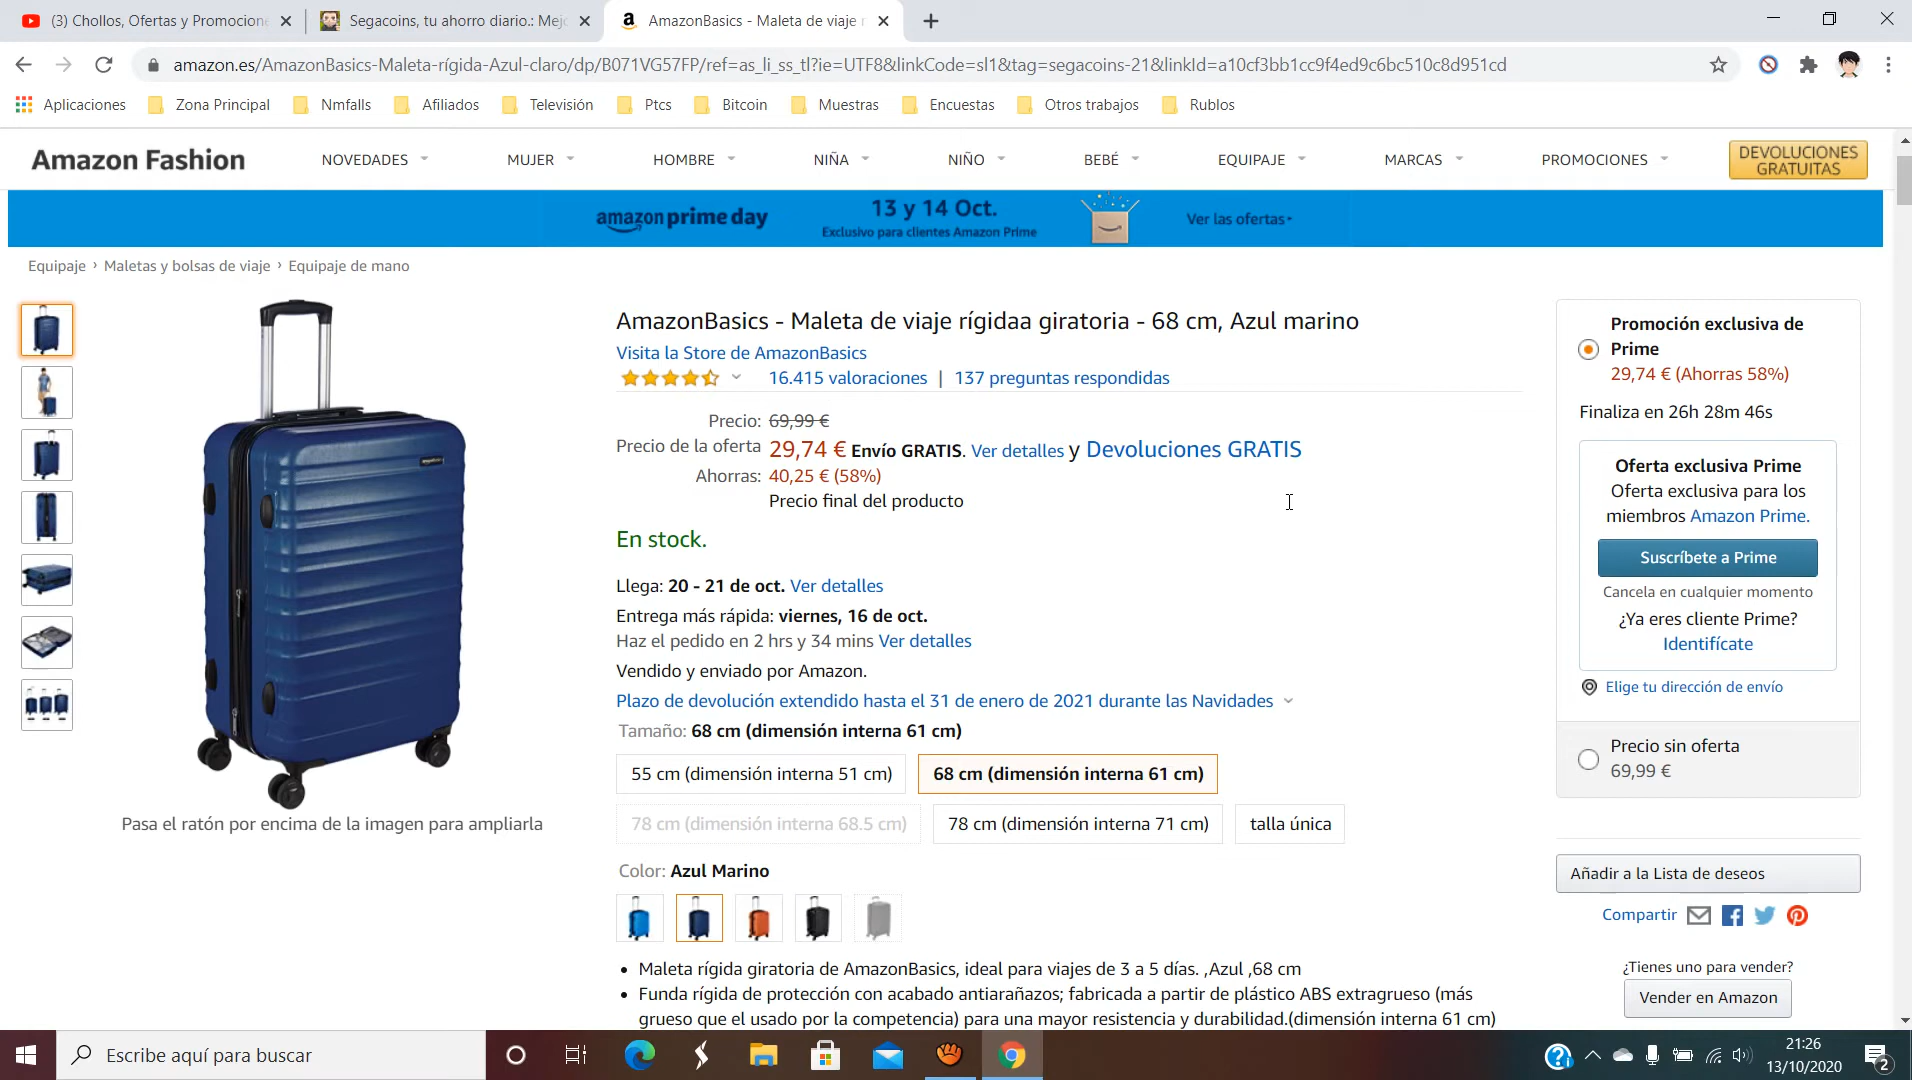 (3) Chollos, Ofertas y Promocione
Segacoins, tu ahorro diario.: Mejo
AmazonBasics - Maleta de viaje r
amazon.es/AmazonBasics-Maleta-rígida-Azul-claro/dp/B071VG57FP/ref=as_li_ss_tl?ie=UTF8&linkCode=sl1&tag=segacoins-21&linkId=a10cf3bb1cc9f4ed9c6bc510c8d951cd
Aplicaciones Zona Principal Nmfalls Afiliados Televisión Ptcs Bitcoin Muestras Encuestas Otros trabajos Rublos
Amazon Fashion NOVEDADES MUJER HOMBRE NIÑA NIÑO BEBÉ EQUIPAJE MARCAS PROMOCIONES
DEVOLUCIONES
GRATUITAS
amazon prime day
13 y 14 Oct.
Exclusivo para clientes Amazon Prime
Ver las ofertas
Equipaje › Maletas y bolsas de viaje › Equipaje de mano
Pasa el ratón por encima de la imagen para ampliarla
AmazonBasics - Maleta de viaje rígidaa giratoria - 68 cm, Azul marino
Visita la Store de AmazonBasics
16.415 valoraciones | 137 preguntas respondidas
Precio: 69,99 €
Precio de la oferta 29,74 € Envío GRATIS. Ver detalles y Devoluciones GRATIS
Ahorras: 40,25 € (58%)
Precio final del producto
En stock.
Llega: 20 - 21 de oct. Ver detalles
Entrega más rápida: viernes, 16 de oct.
Haz el pedido en 2 hrs y 34 mins Ver detalles
Vendido y enviado por Amazon.
Plazo de devolución extendido hasta el 31 de enero de 2021 durante las Navidades
Tamaño: 68 cm (dimensión interna 61 cm)
55 cm (dimensión interna 51 cm) 68 cm (dimensión interna 61 cm)
78 cm (dimensión interna 68.5 cm) 78 cm (dimensión interna 71 cm) talla única
Color: Azul Marino
• Maleta rígida giratoria de AmazonBasics, ideal para viajes de 3 a 5 días. ,Azul ,68 cm
• Funda rígida de protección con acabado antiarañazos; fabricada a partir de plástico ABS extragrueso (más
grueso que el usado por la competencia) para una mayor resistencia y durabilidad.(dimensión interna 61 cm)
Promoción exclusiva de
Prime
29,74 € (Ahorras 58%)
Finaliza en 26h 28m 46s
Oferta exclusiva Prime
Oferta exclusiva para los
miembros Amazon Prime.
Suscríbete a Prime
Cancela en cualquier momento
¿Ya eres cliente Prime?
Identifícate
Elige tu dirección de envío
Precio sin oferta
69,99 €
Añadir a la Lista de deseos
Compartir
¿Tienes uno para vender?
Vender en Amazon
Escribe aquí para buscar
21:26
13/10/2020
2